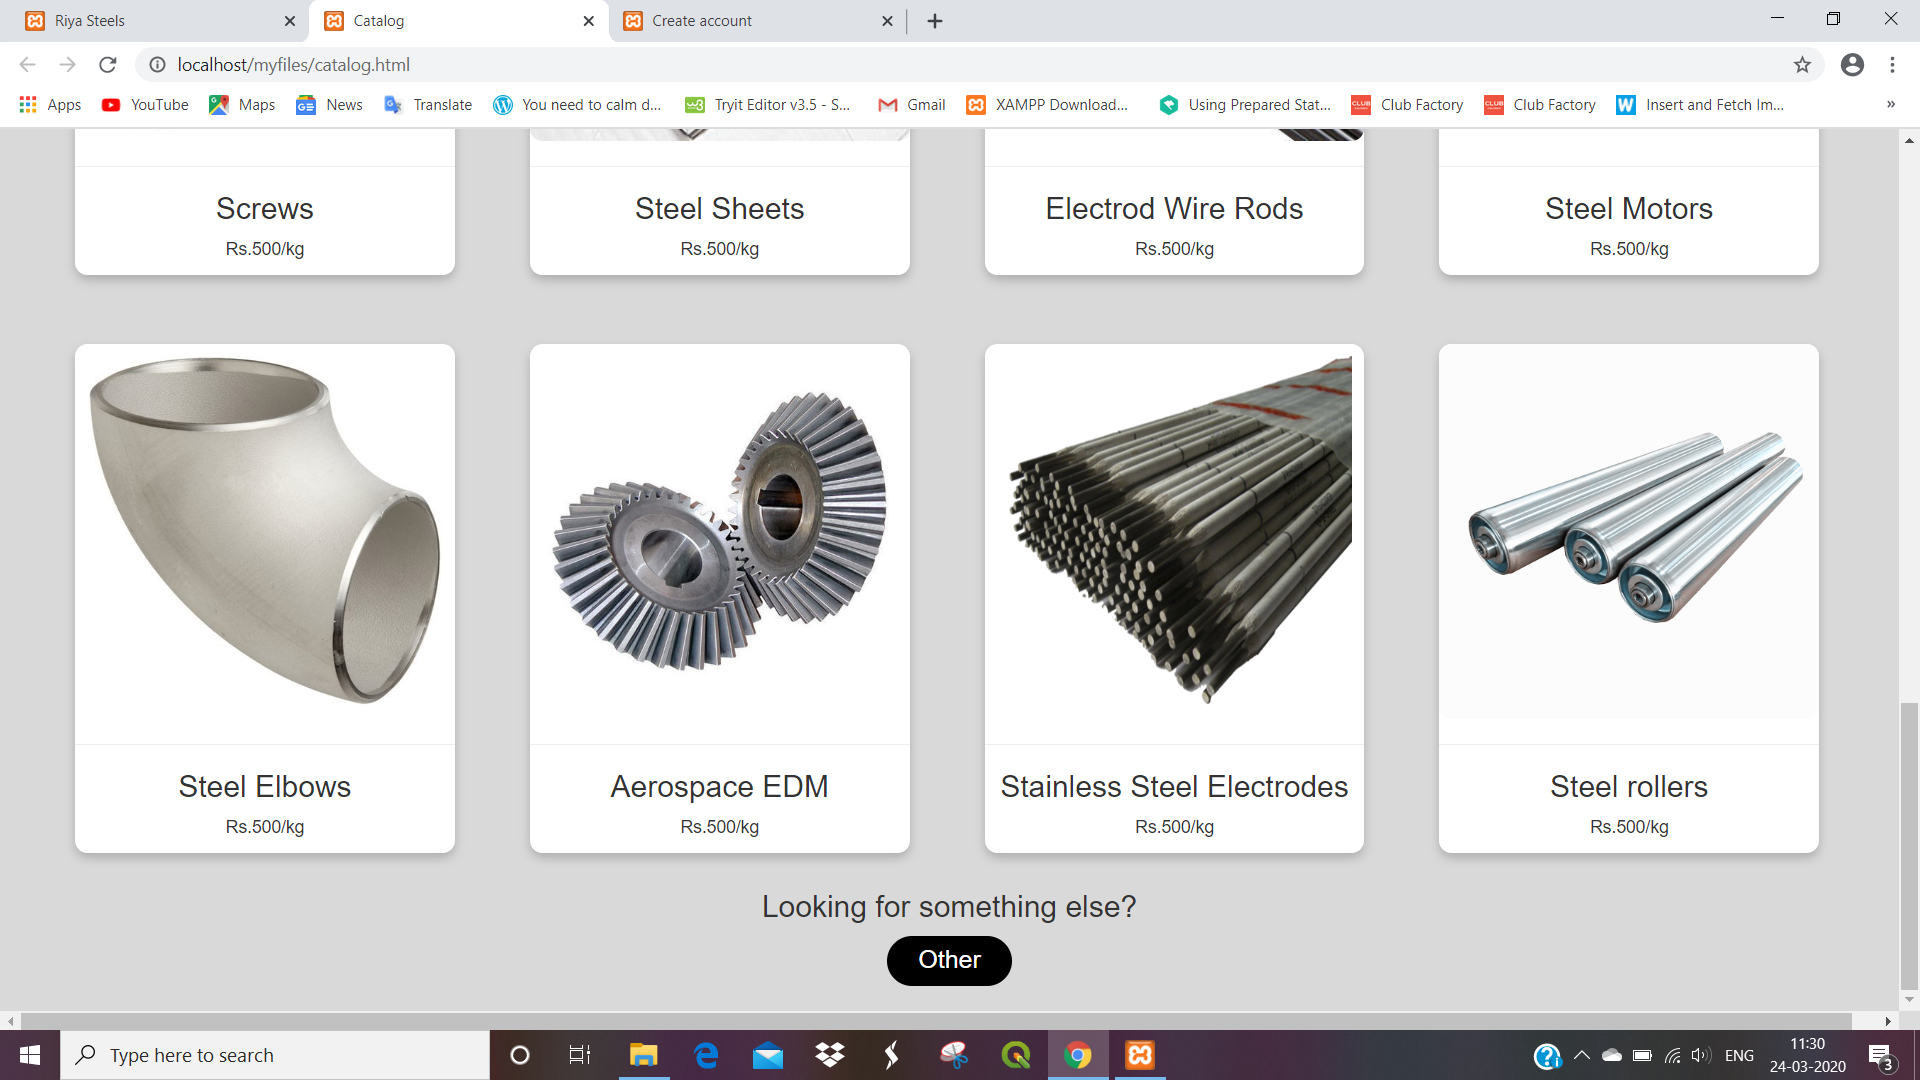 Riya Steels
Catalog
Create account
localhost/myfiles/catalog.html
Apps
YouTube
Maps
News
Translate
You need to calm d...
Tryit Editor v3.5 - S...
Gmail
XAMPP Download...
Using Prepared Stat...
Club Factory
Club Factory
Insert and Fetch Im...
»
Screws
Rs.500/kg
Steel Sheets
Rs.500/kg
Electrod Wire Rods
Rs.500/kg
Steel Motors
Rs.500/kg
Steel Elbows
Rs.500/kg
Aerospace EDM
Rs.500/kg
Stainless Steel Electrodes
Rs.500/kg
Steel rollers
Rs.500/kg
Looking for something else?
Other
Type here to search
ENG
11:30
24-03-2020
3